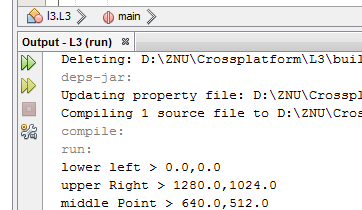 l3.L3 main
Output - L3 (run)
Deleting: D:\ZNU\Crossplatform\L3\buil
deps-jar:
Updating property file: D:\ZNU\Crossp
Compiling 1 source file to D:\ZNU\Cros
compile:
run:
lower left > 0.0,0.0
upper Right > 1280.0,1024.0
middle Point > 640.0,512.0